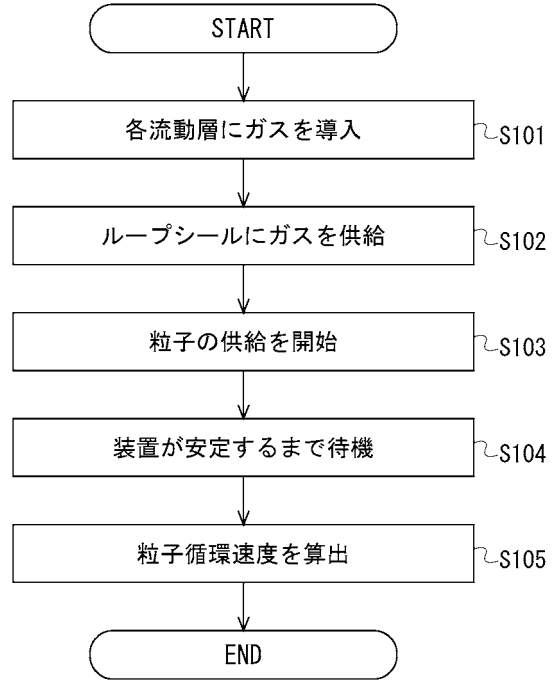 START
各流動層にガスを導入
S101
ループシールにガスを供給
S102
粒子の供給を開始
S103
装置が安定するまで待機
S104
粒子循環速度を算出
S105
END